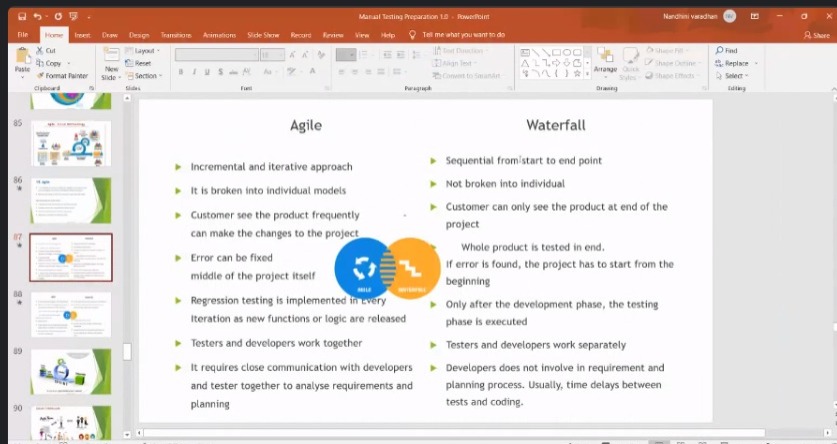 Manual Testing Preparation 1.0 - PowerPoint
Nandhini varadhan
File Home Insert Draw Design Transitions Animations Slide Show Record Review View Help Tell me what you want to do Share
Paste
Cut
Copy
Format Painter
Clipboard
New
Slide
Layout
Reset
Section
Slides
Font
Text Direction
Align Text
Convert to SmartArt
Paragraph
Arrange
Quick
Styles
Shape Fill
Shape Outline
Shape Effects
Drawing
Find
Replace
Select
Editing
85
86
87
88
89
90
Agile
Incremental and iterative approach
It is broken into individual models
Customer see the product frequently
can make the changes to the project
Error can be fixed
middle of the project itself
Regression testing is implemented in Every
Iteration as new functions or logic are released
Testers and developers work together
It requires close communication with developers
and tester together to analyse requirements and
planning
AGILE
WATERFALL
Waterfall
Sequential from start to end point
Not broken into individual
Customer can only see the product at end of the
project
Whole product is tested in end.
If error is found, the project has to start from the
beginning
Only after the development phase, the testing
phase is executed
Testers and developers work separately
Developers does not involve in requirement and
planning process. Usually, time delays between
tests and coding.